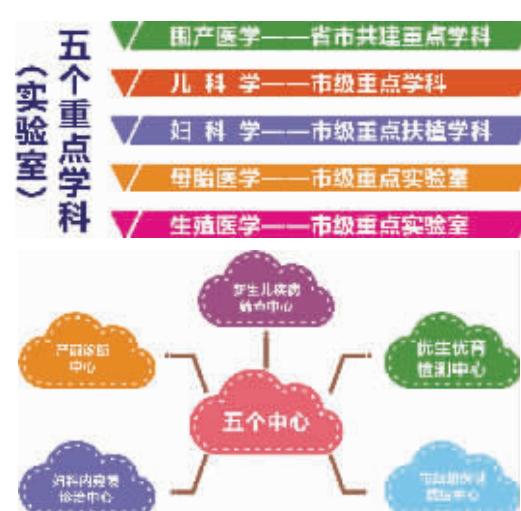 五个重点学科
（实验室）
围产医学——省市共建重点学科
儿科学——市级重点学科
妇科学——市级重点扶植学科
母胎医学——市级重点实验室
生殖医学——市级重点实验室
新生儿疾病
筛查中心
产前诊断
中心
优生优育
检测中心
五个中心
妇科内窥镜
诊治中心